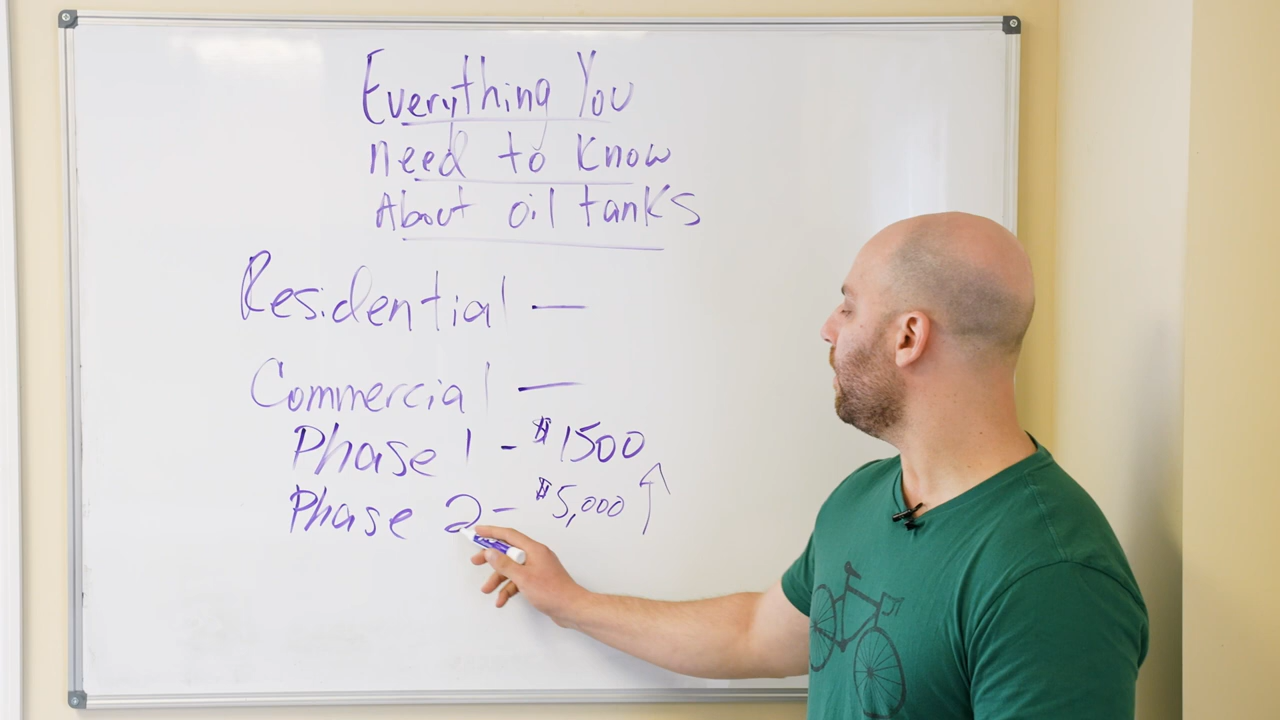 Everything You
need to Know
About oil tanks
Residential —
Commercial —
Phase 1 - $1500
Phase 2 - $5,000 ↑